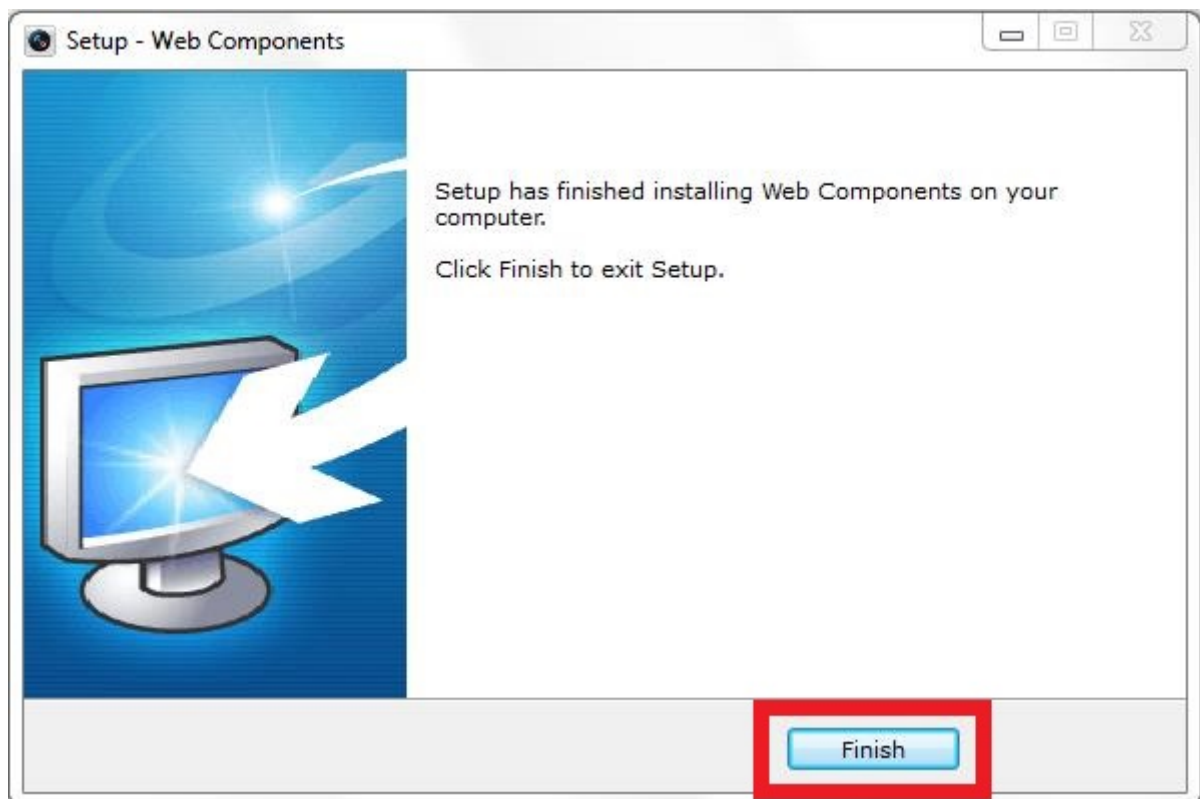 Setup - Web Components
Setup has finished installing Web Components on your
computer.
Click Finish to exit Setup.
Finish